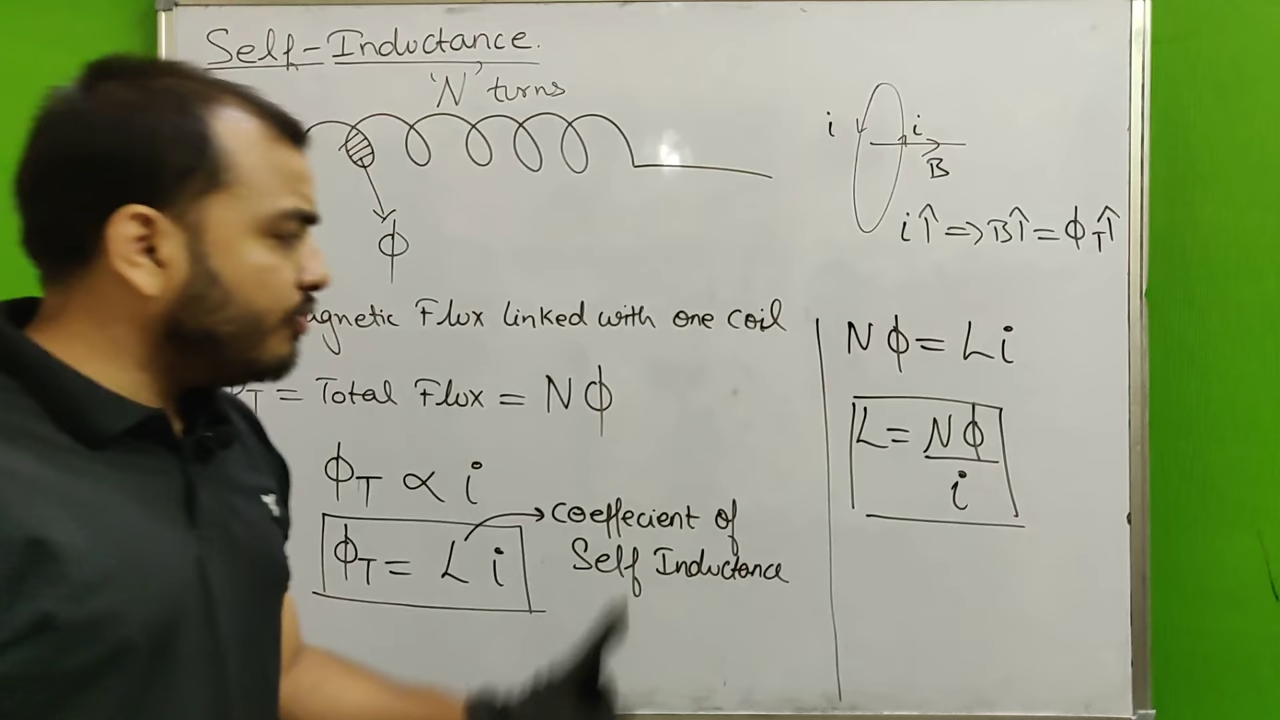 Self-Inductance.
'N' turns
ϕ
agnetic Flux linked with one coil
T = Total Flux = Nϕ
ϕT ∝ i
ϕT = L i
Coeffecient of
Self Inductance
i i
B
i↑ => B↑ = ϕT↑
Nϕ = Li
L = Nϕ
i